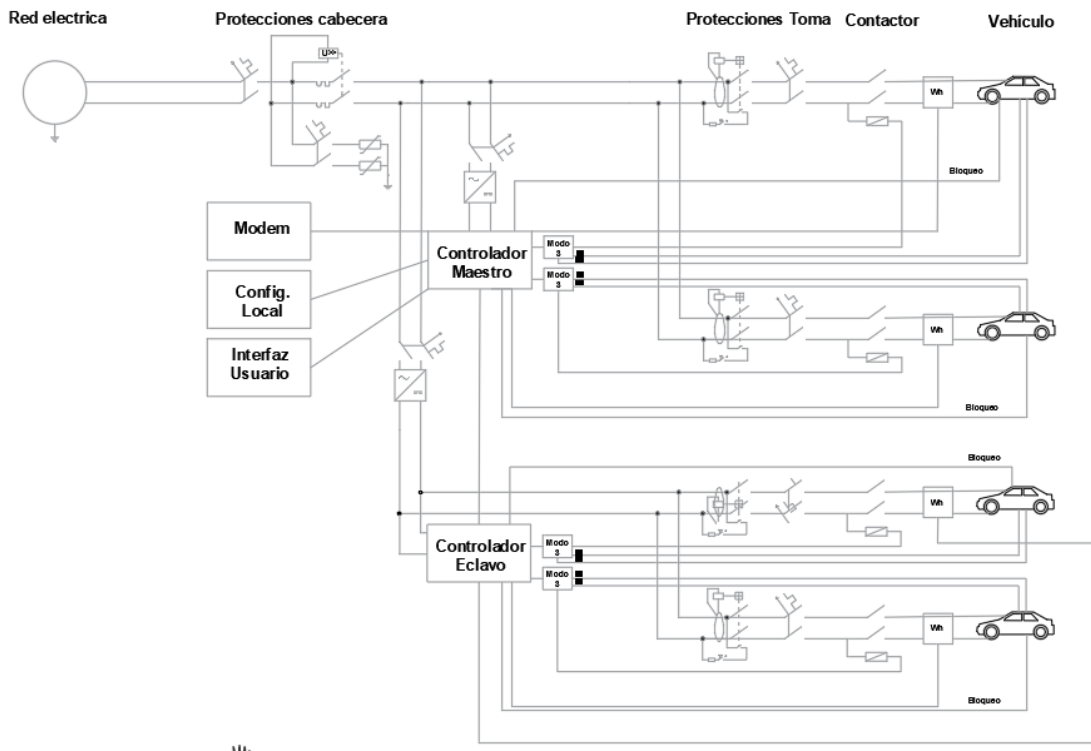 Red electrica
Protecciones cabecera
Protecciones Toma
Contactor
Vehículo
U>>
Wh
Bloqueo
Modem
Controlador
Maestro
Modo
3
Modo
3
Config.
Local
Wh
Interfaz
Usuario
Bloqueo
Bloqueo
Wh
Controlador
Eclavo
Modo
3
Modo
3
Wh
Bloqueo